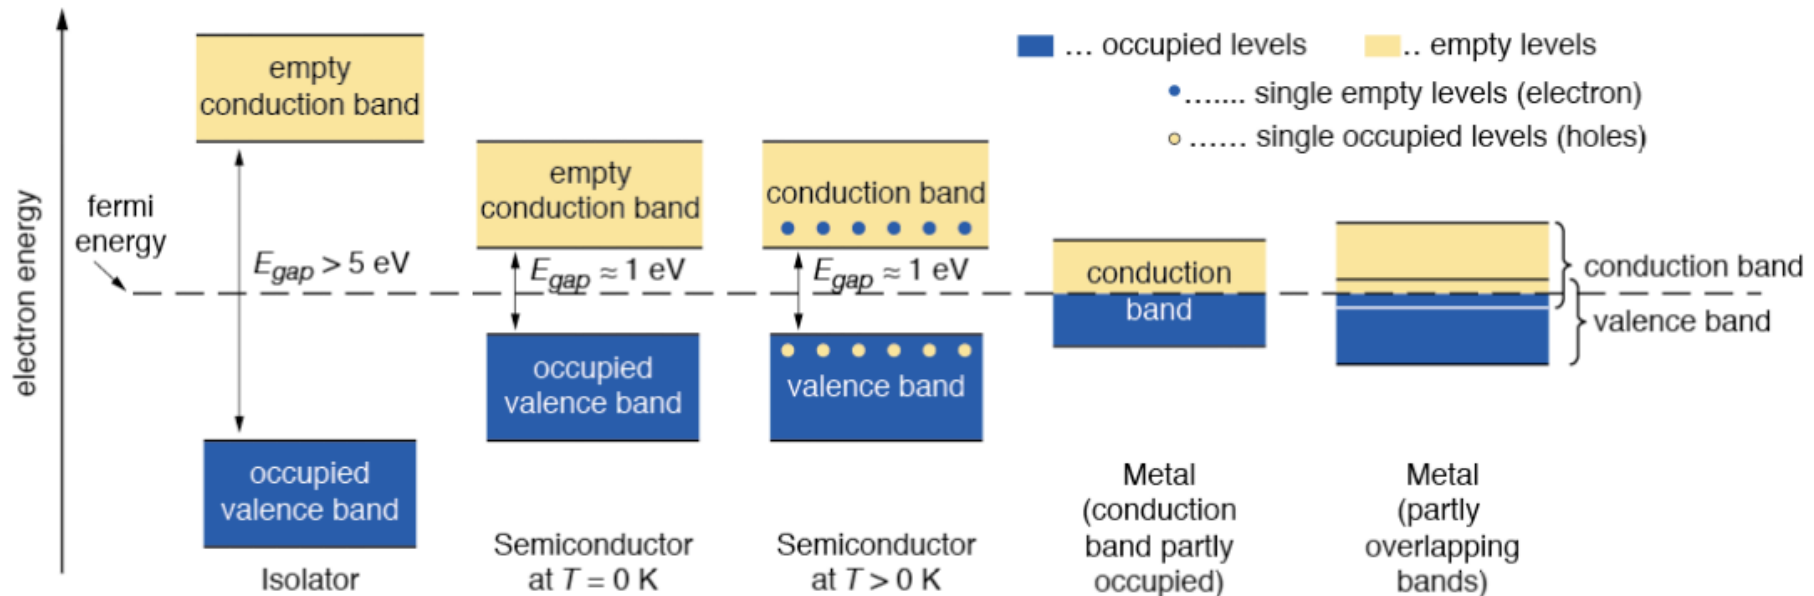 electron energy
fermi
energy
empty
conduction band
E_gap > 5 eV
occupied
valence band
Isolator
empty
conduction band
E_gap ≈ 1 eV
occupied
valence band
Semiconductor
at T = 0 K
conduction band
E_gap ≈ 1 eV
valence band
Semiconductor
at T > 0 K
... occupied levels
.. empty levels
....... single empty levels (electron)
...... single occupied levels (holes)
conduction
band
Metal
(conduction
band partly
occupied)
conduction band
valence band
Metal
(partly
overlapping
bands)